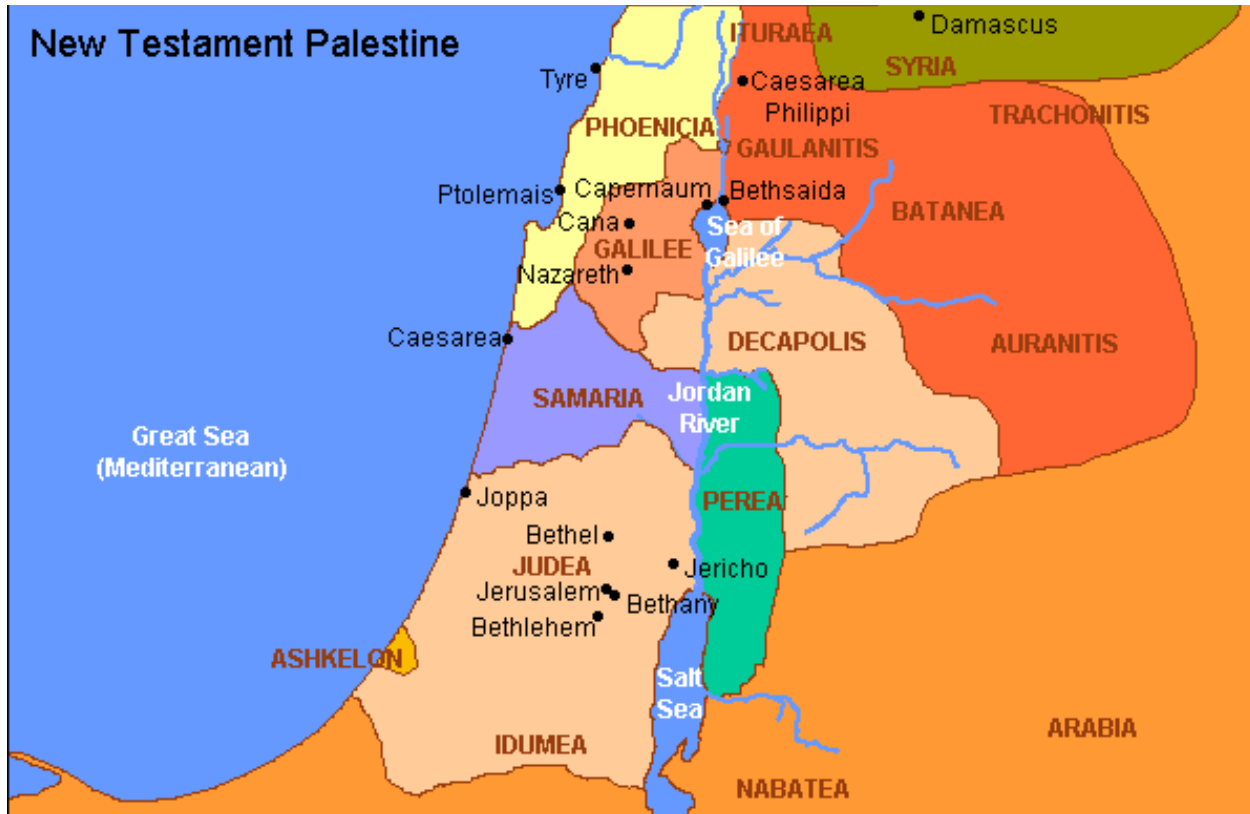 New Testament Palestine
Damascus
ITURAEA
SYRIA
Tyre
Caesarea
Philippi
TRACHONITIS
PHOENICIA
GAULANITIS
Ptolemais
Capernaum
Bethsaida
BATANEA
Cana
Sea of
Galilee
GALILEE
Nazareth
Caesarea
DECAPOLIS
AURANITIS
SAMARIA
Jordan
River
Great Sea
(Mediterranean)
Joppa
PEREA
Bethel
JUDEA
Jericho
Jerusalem
Bethany
Bethlehem
ASHKELON
Salt
Sea
IDUMEA
ARABIA
NABATEA